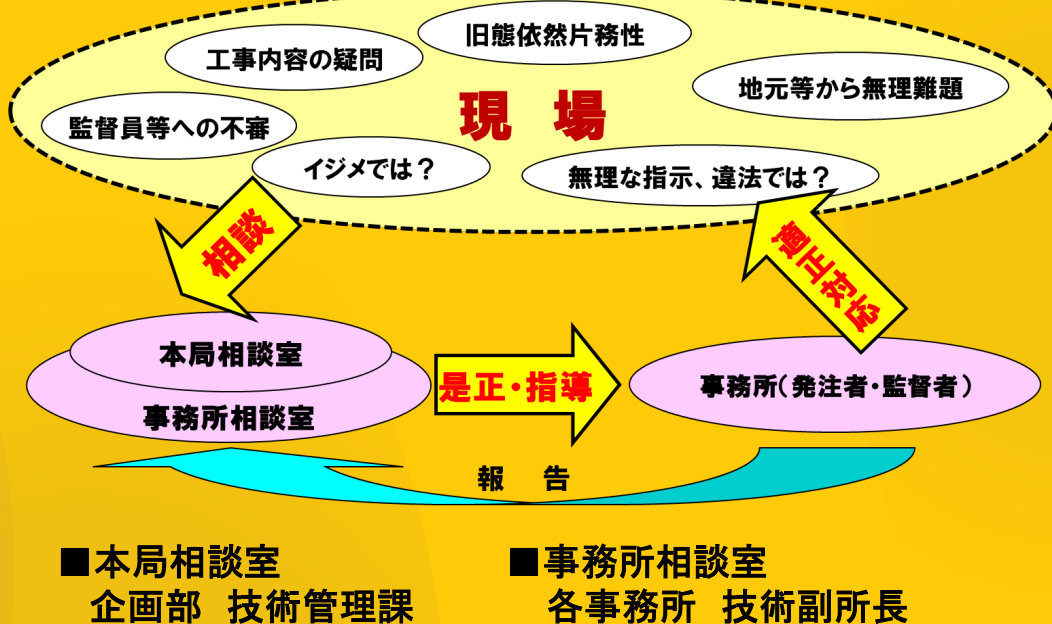 旧態依然片務性
工事内容の疑問
地元等から無理難題
現 場
監督員等への不審
イジメでは？
無理な指示、違法では？
相談
適正対応
本局相談室
是正・指導
事務所（発注者・監督者）
事務所相談室
報 告
■本局相談室
企画部 技術管理課
■事務所相談室
各事務所 技術副所長